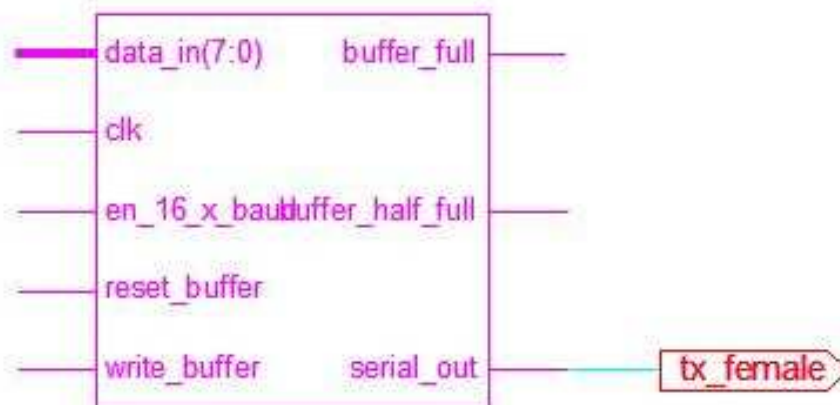 data_in(7:0) buffer_full
clk
en_16_x_baud buffer_half_full
reset_buffer
write_buffer serial_out tx_female